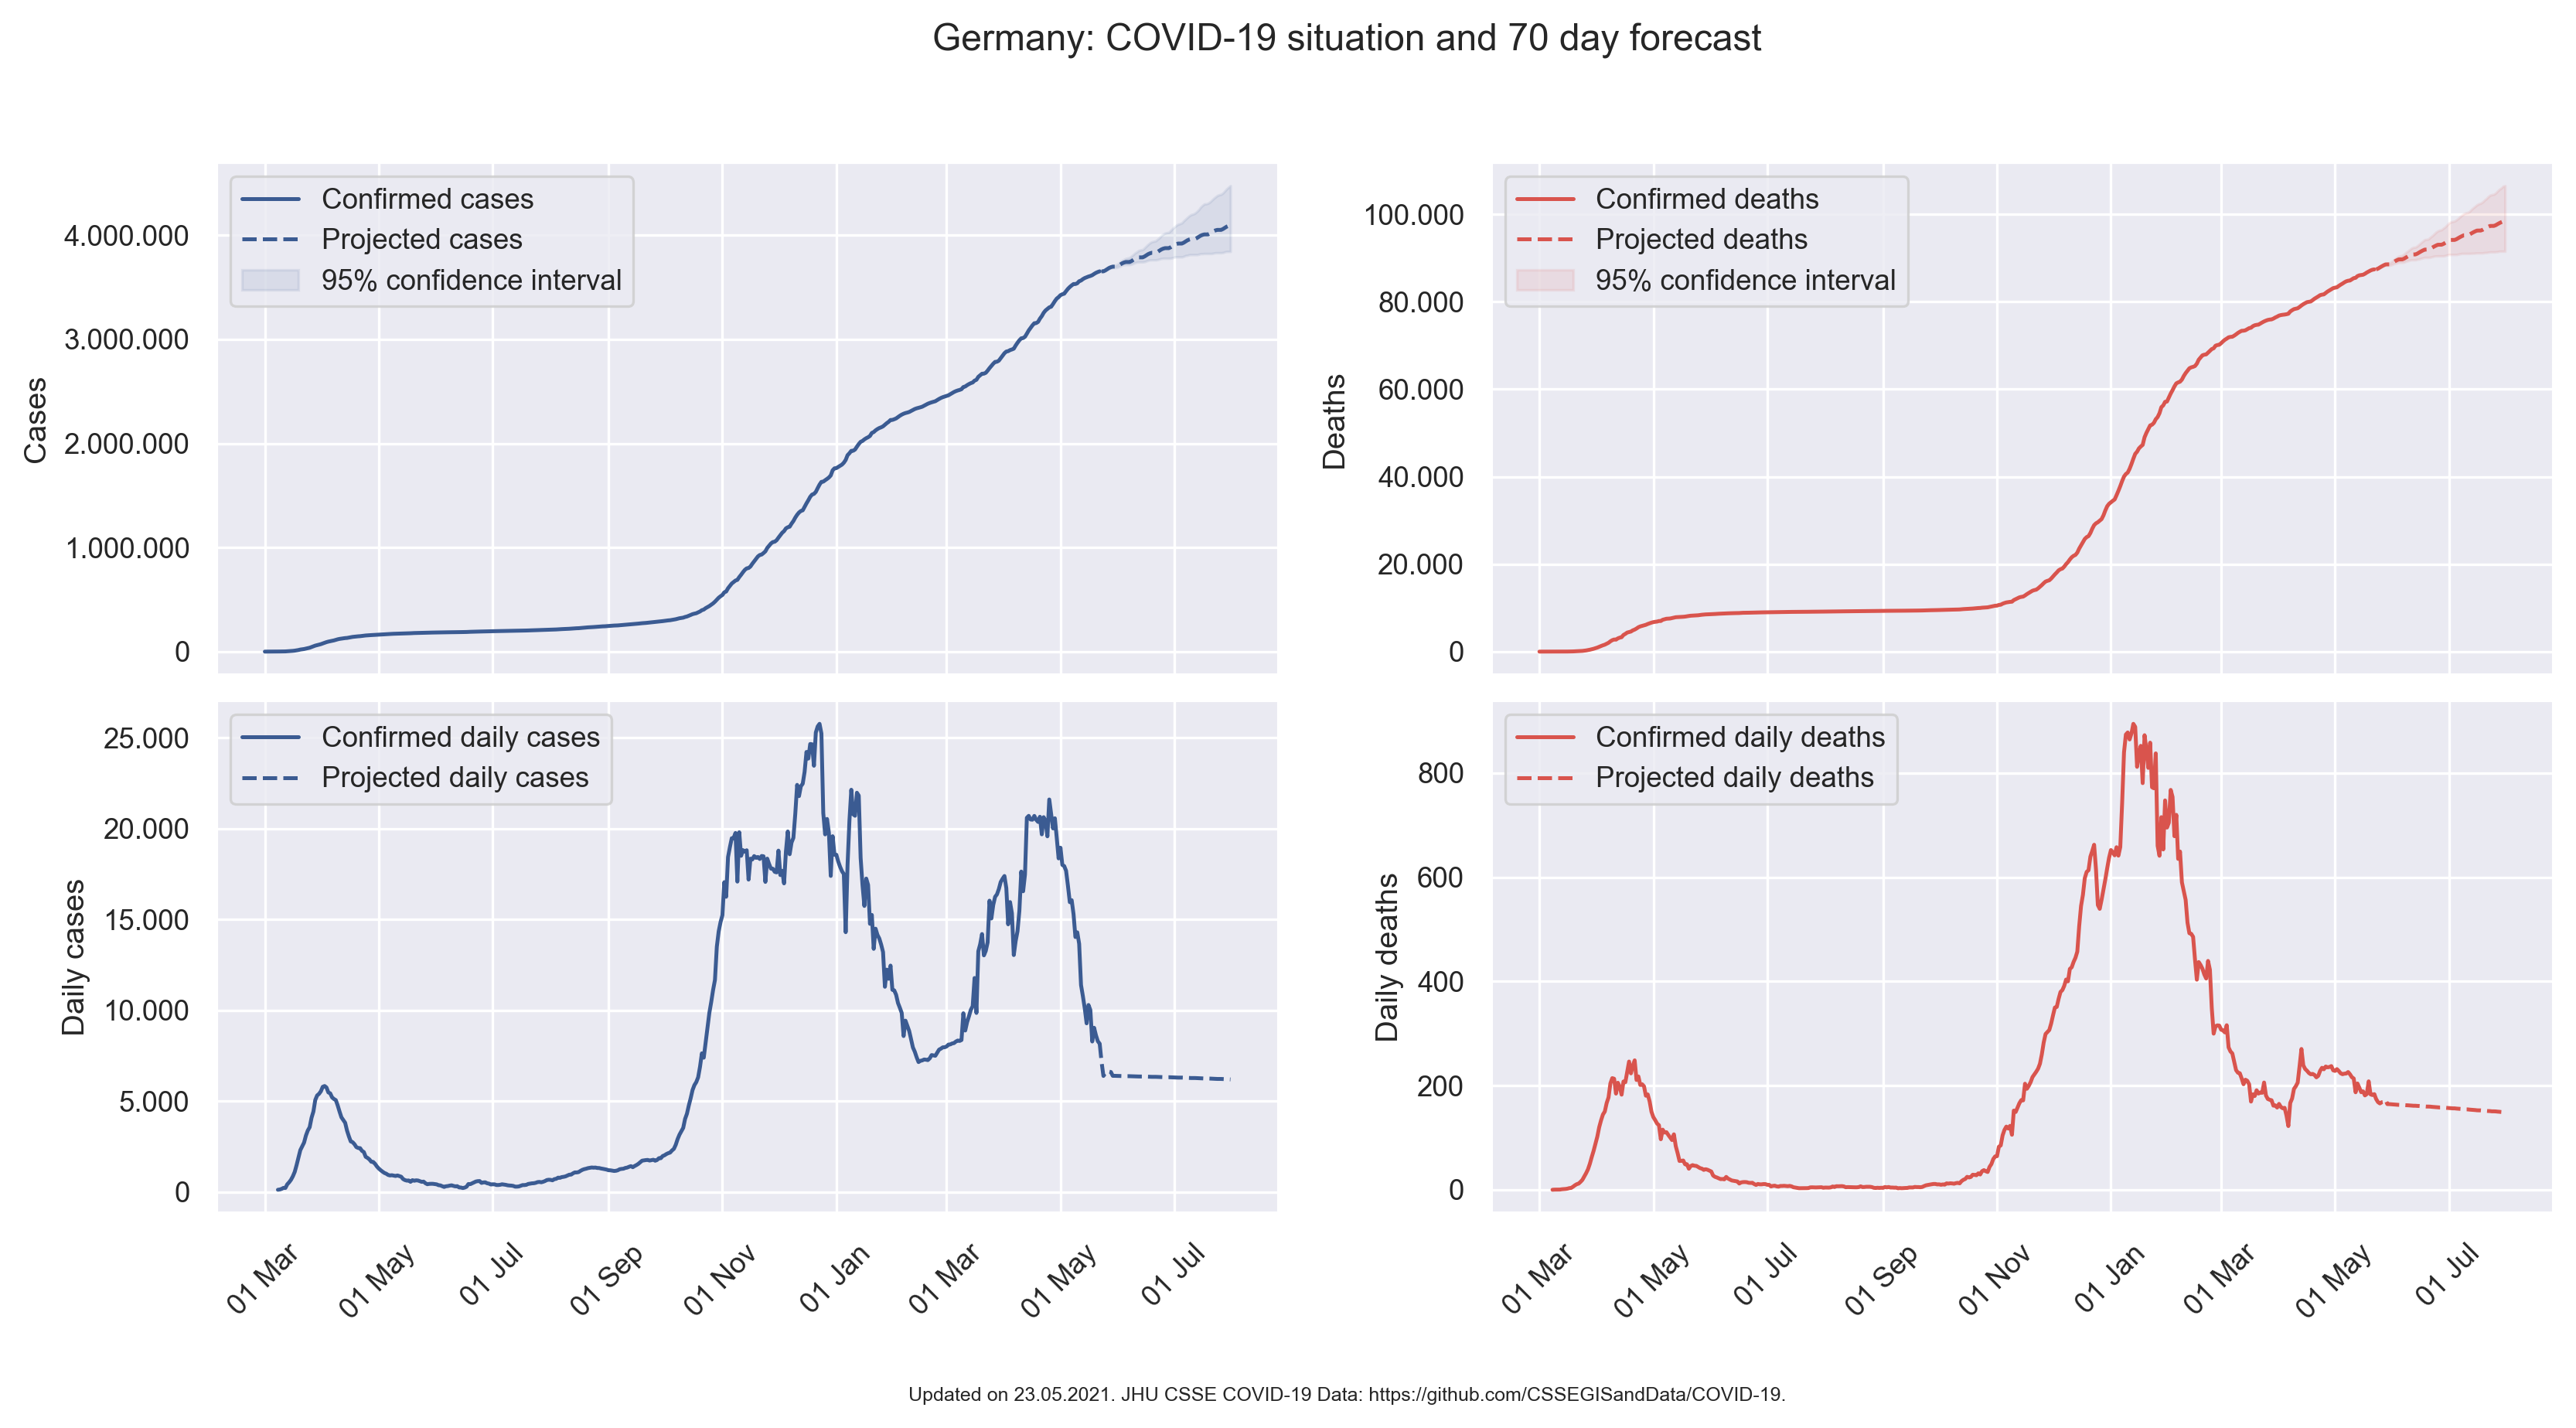 Germany: COVID-19 situation and 70 day forecast
Confirmed cases
Projected cases
95% confidence interval
4.000.000
3.000.000
2.000.000
1.000.000
0
Cases
Confirmed deaths
Projected deaths
95% confidence interval
100.000
80.000
60.000
40.000
20.000
0
Deaths
Confirmed daily cases
Projected daily cases
25.000
20.000
15.000
10.000
5.000
0
Daily cases
01 Mar
01 May
01 Jul
01 Sep
01 Nov
01 Jan
01 Mar
01 May
01 Jul
Confirmed daily deaths
Projected daily deaths
800
600
400
200
0
Daily deaths
01 Mar
01 May
01 Jul
01 Sep
01 Nov
01 Jan
01 Mar
01 May
01 Jul
Updated on 23.05.2021. JHU CSSE COVID-19 Data: https://github.com/CSSEGISandData/COVID-19.